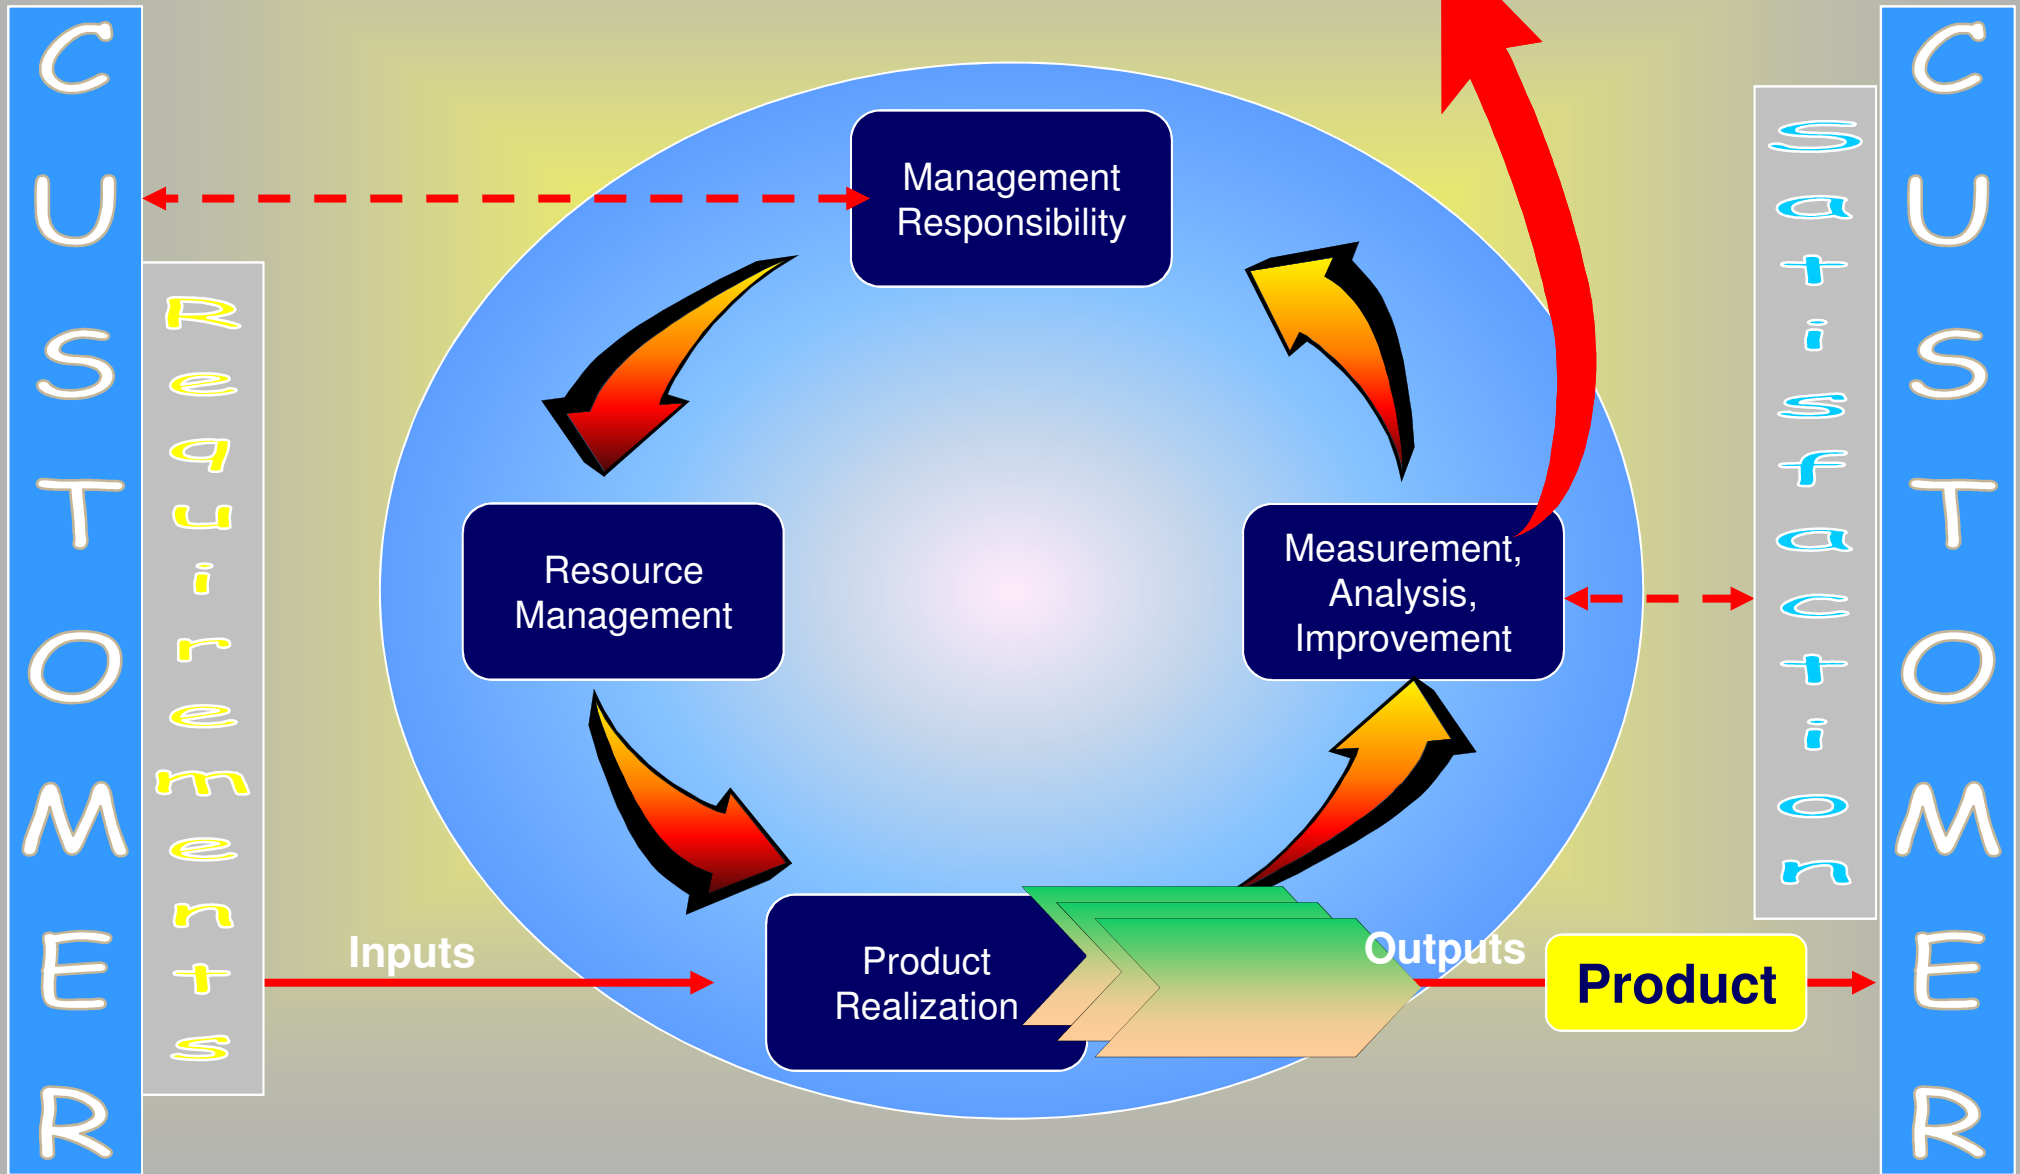 CUSTOMER
Requirements
Management
Responsibility
Resource
Management
Measurement,
Analysis,
Improvement
Product
Realization
Inputs
Outputs
Product
Satisfaction
CUSTOMER